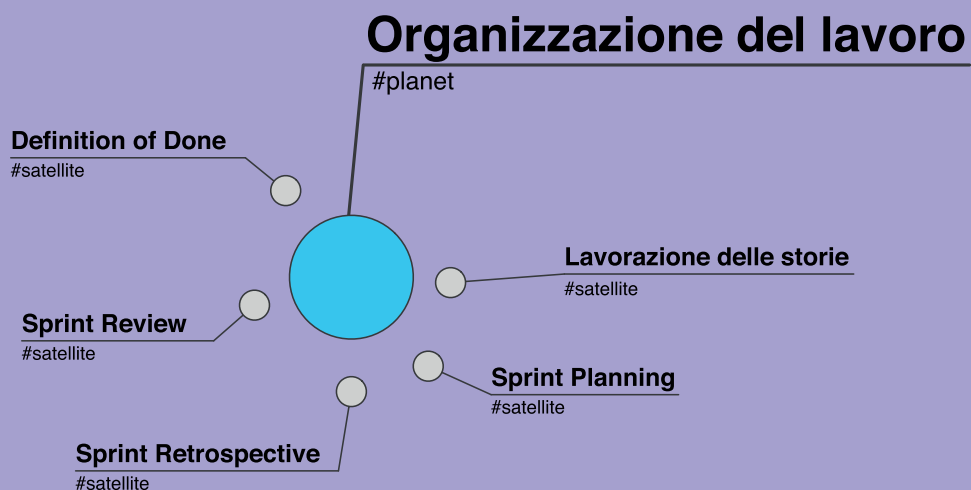 Organizzazione del lavoro
#planet
Definition of Done
#satellite
Lavorazione delle storie
#satellite
Sprint Review
#satellite
Sprint Planning
#satellite
Sprint Retrospective
#satellite